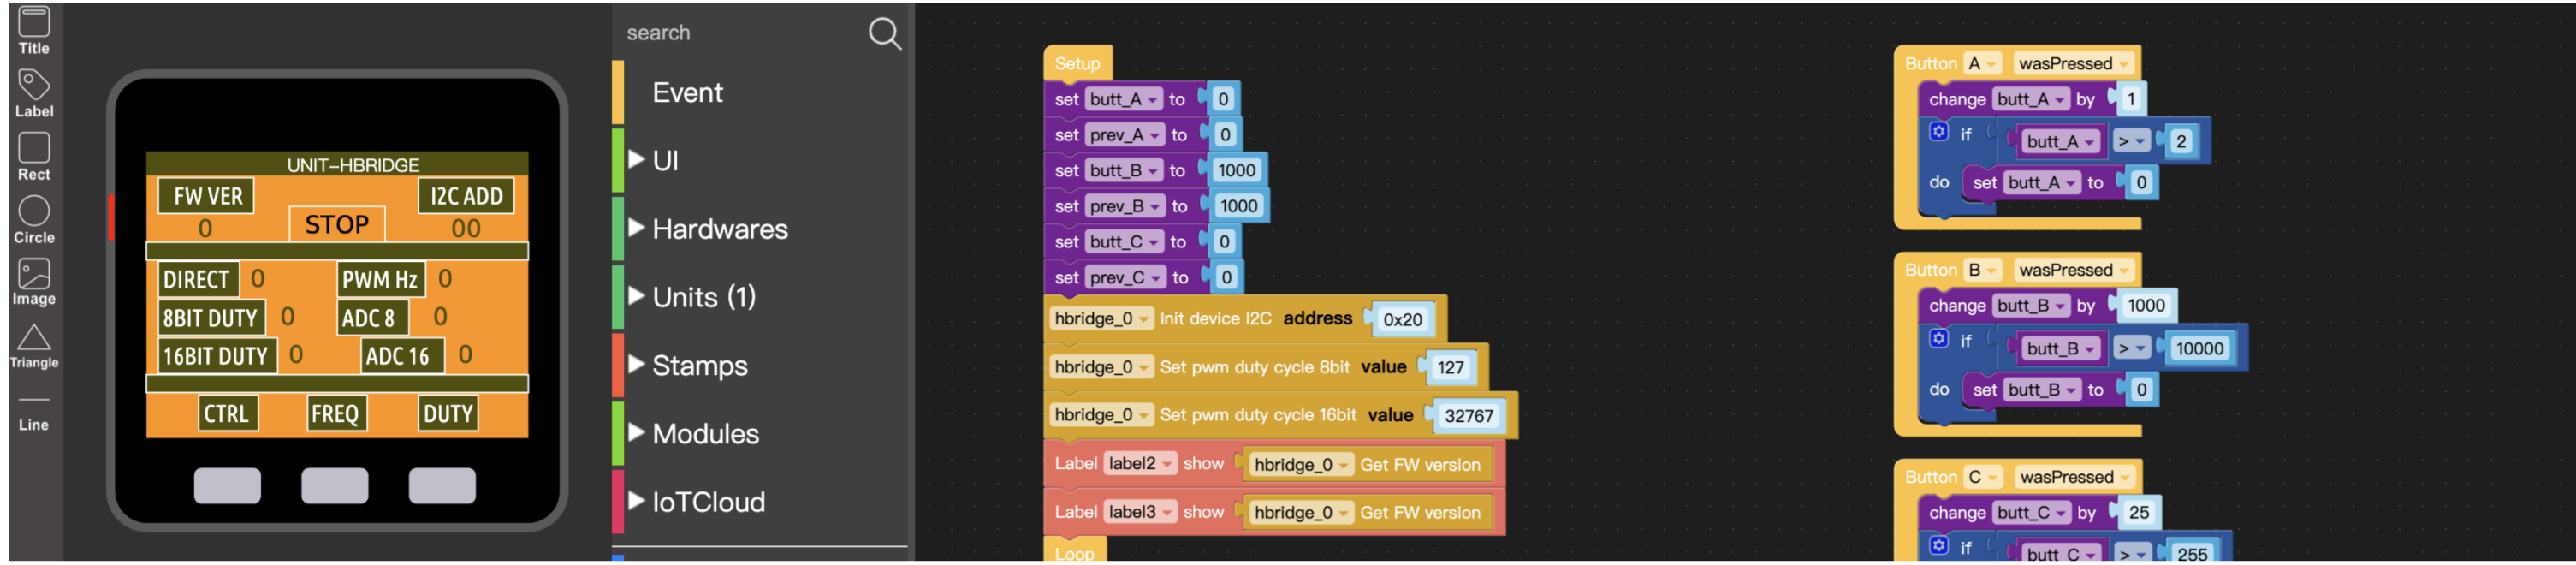 Title
Label
Rect
Circle
Image
Triangle
Line
UNIT-HBRIDGE
FW VER
I2C ADD
0
STOP
00
DIRECT 0 PWM Hz 0
8BIT DUTY 0 ADC 8 0
16BIT DUTY 0 ADC 16 0
CTRL FREQ DUTY
search
Event
UI
Hardwares
Units (1)
Stamps
Modules
IoTCloud
Setup
set butt_A to 0
set prev_A to 0
set butt_B to 1000
set prev_B to 1000
set butt_C to 0
set prev_C to 0
hbridge_0 Init device I2C address 0x20
hbridge_0 Set pwm duty cycle 8bit value 127
hbridge_0 Set pwm duty cycle 16bit value 32767
Label label2 show hbridge_0 Get FW version
Label label3 show hbridge_0 Get FW version
Loop
Button A wasPressed
change butt_A by 1
if butt_A > 2
do set butt_A to 0
Button B wasPressed
change butt_B by 1000
if butt_B > 10000
do set butt_B to 0
Button C wasPressed
change butt_C by 25
if butt_C > 255